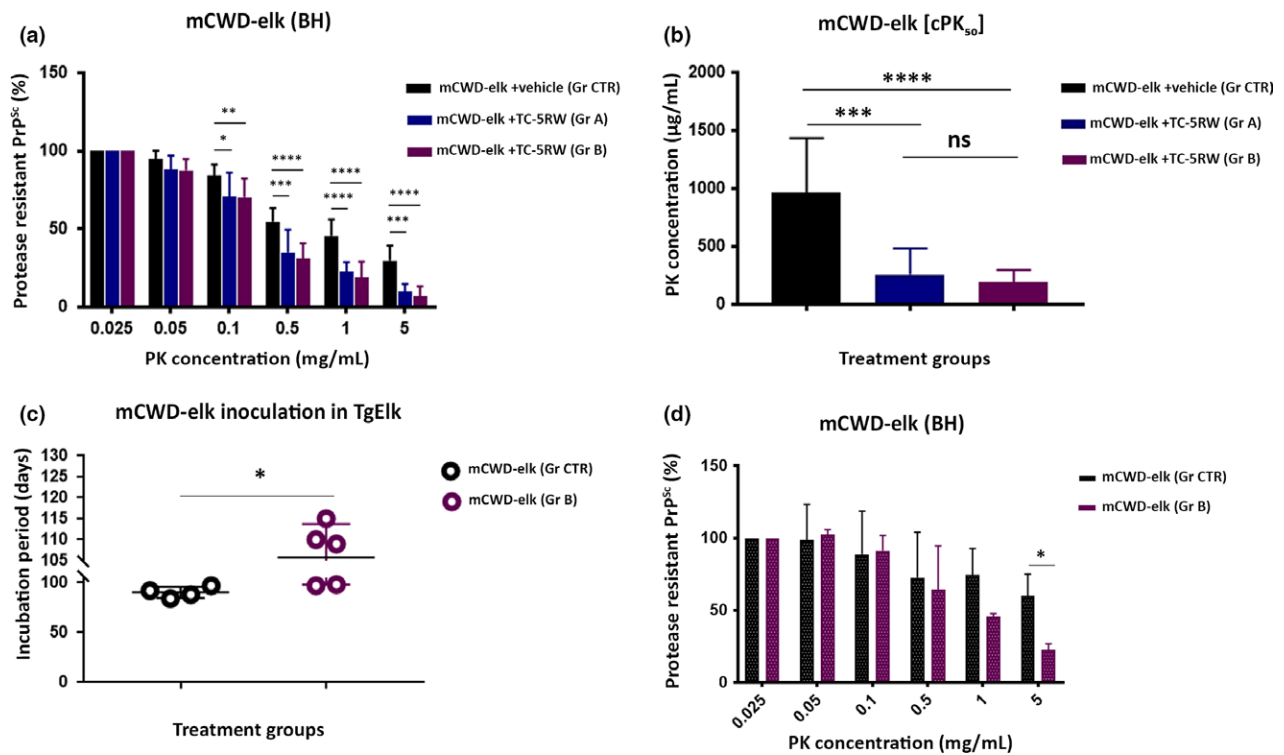 (a)
mCWD-elk (BH)
Protease resistant PrPSc (%)
150
100
50
0
** 
*
****
***
****
****
****
***
0.025 0.05 0.1 0.5 1 5
PK concentration (mg/mL)
mCWD-elk +vehicle (Gr CTR)
mCWD-elk +TC-5RW (Gr A)
mCWD-elk +TC-5RW (Gr B)
(b)
mCWD-elk [cPK50]
PK concentration (µg/mL)
2000
1500
1000
500
0
****
***
ns
Treatment groups
mCWD-elk +vehicle (Gr CTR)
mCWD-elk +TC-5RW (Gr A)
mCWD-elk +TC-5RW (Gr B)
(c)
mCWD-elk inoculation in TgElk
Incubation period (days)
130
125
120
115
110
105
100
50
0
*
Treatment groups
mCWD-elk (Gr CTR)
mCWD-elk (Gr B)
(d)
mCWD-elk (BH)
Protease resistant PrPSc (%)
150
100
50
0
*
0.025 0.05 0.1 0.5 1 5
PK concentration (mg/mL)
mCWD-elk (Gr CTR)
mCWD-elk (Gr B)